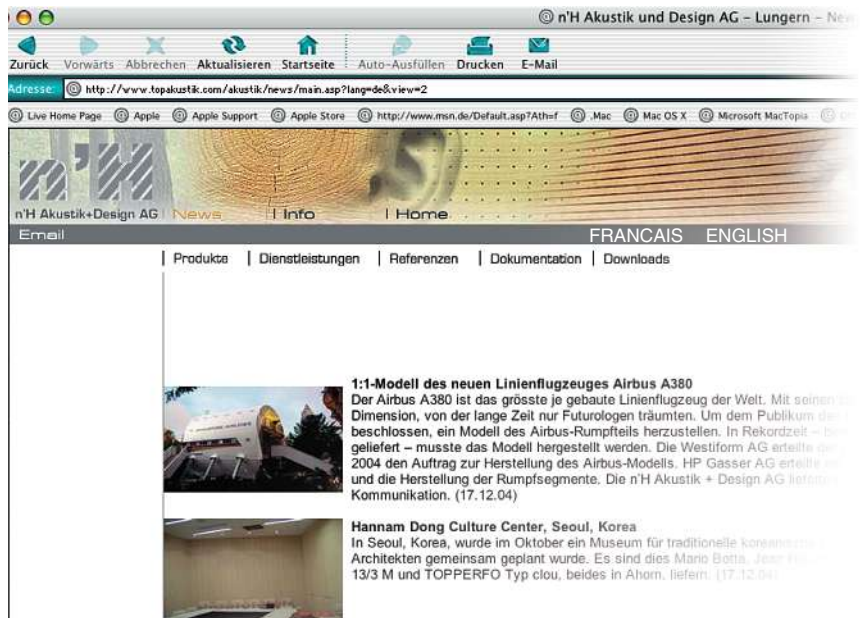 @ n'H Akustik und Design AG – Lungern –
Zurück Vorwärts Abbrechen Aktualisieren Startseite Auto-Ausfüllen Drucken E-Mail
Adresse: @ http://www.topakustik.com/akustik/news/main.asp?lang=de&view=2
@ Live Home Page @ Apple @ Apple Support @ Apple Store @ http://www.msn.de/Default.asp?Ath=f @ .Mac @ Mac OS X @ Microsoft MacTopia
n'H
n'H Akustik+Design AG News Info Home
Email FRANCAIS ENGLISH
Produkte Dienstleistungen Referenzen Dokumentation Downloads
1:1-Modell des neuen Linienflugzeuges Airbus A380
Der Airbus A380 ist das grösste je gebaute Linienflugzeug der Welt. Mit seinen
Dimension, von der lange Zeit nur Futurologen träumten. Um dem Publikum
beschlossen, ein Modell des Airbus-Rumpfteils herzustellen. In Rekordzeit –
geliefert – musste das Modell hergestellt werden. Die Westiform AG erteilte
2004 den Auftrag zur Herstellung des Airbus-Modells. HP Gasser AG erteilte
und die Herstellung der Rumpfsegmente. Die n'H Akustik + Design AG lieferte
Kommunikation. (17.12.04)
SINGAPORE AIRLINES
Hannam Dong Culture Center, Seoul, Korea
In Seoul, Korea, wurde im Oktober ein Museum für traditionelle
Architekten gemeinsam geplant wurde. Es sind dies Mario Botta, Jean
13/3 M und TOPPERFO Typ clou, beides in Ahorn, liefern. (17.12.04)